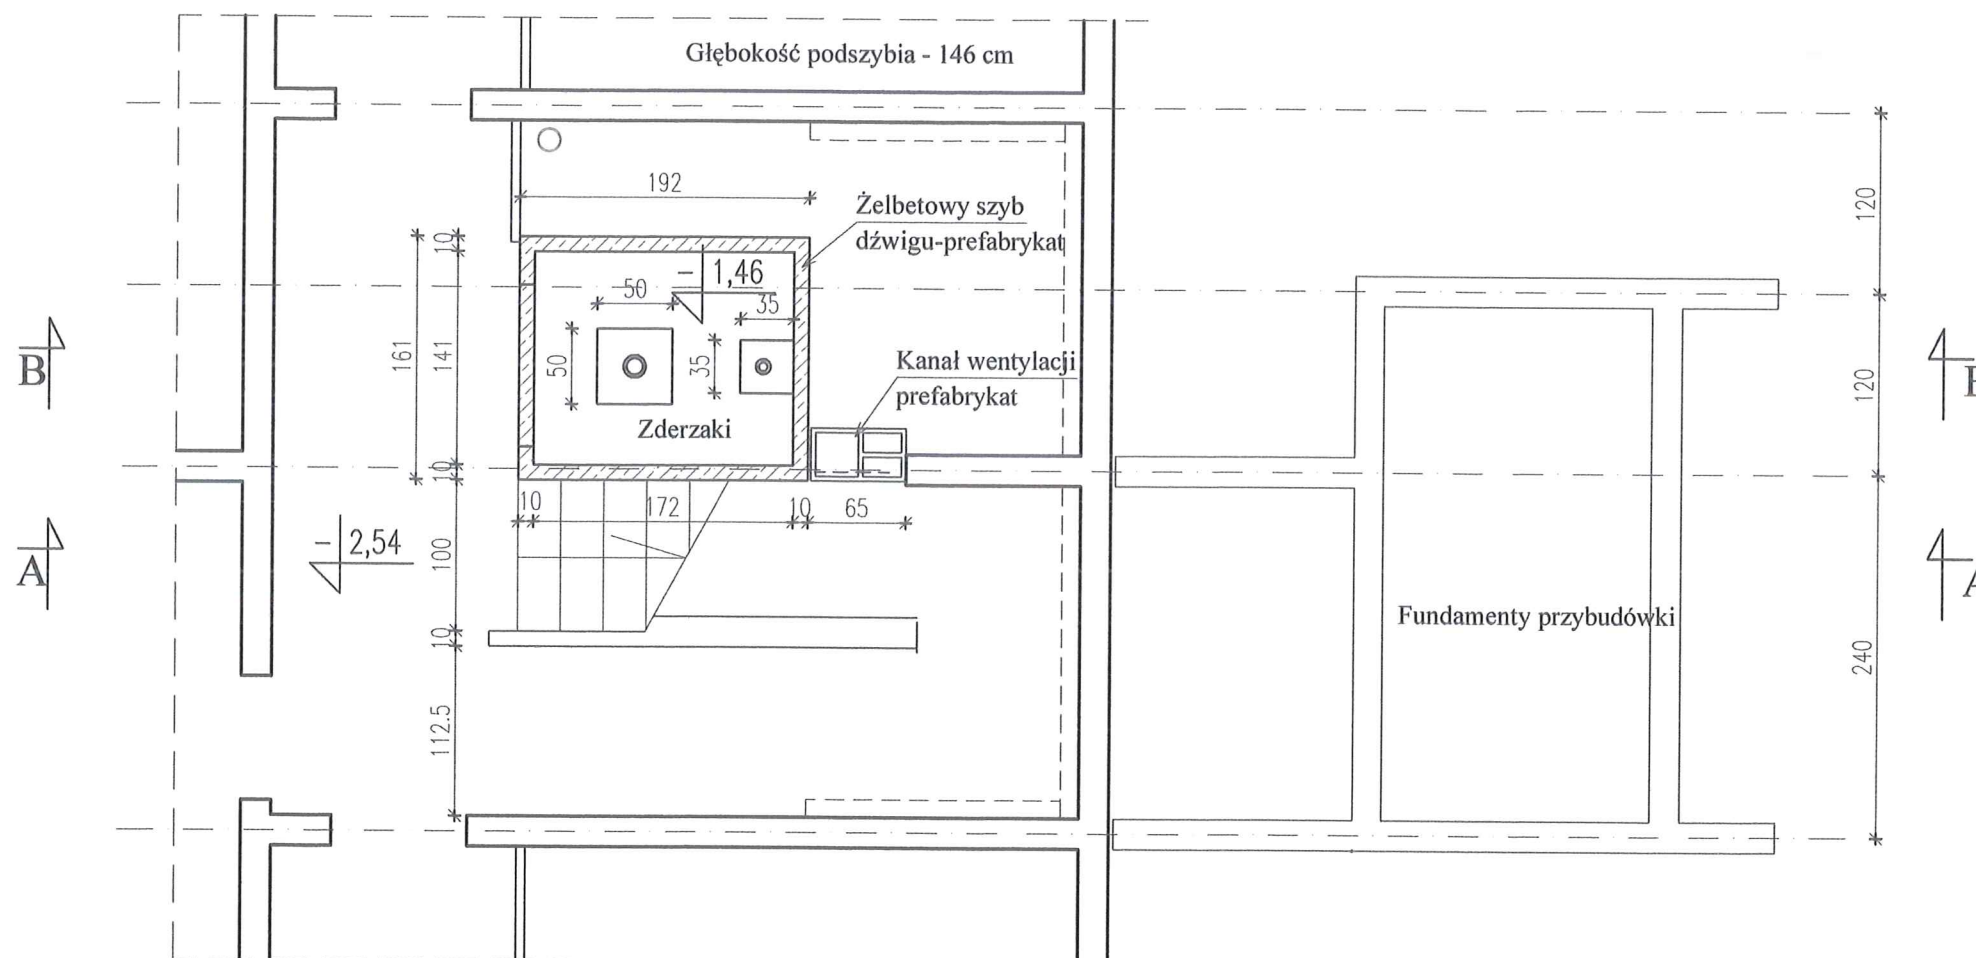 Głębokość podszybia - 146 cm
192
Żelbetowy szyb
dźwigu-prefabrykat
120
10
- 1,46
50
35
161
141
50
35
Kanał wentylacji
prefabrykat
B
120
Zderzaki
10
10
172
10
65
- 2,54
100
A
Fundamenty przybudówki
10
240
112.5